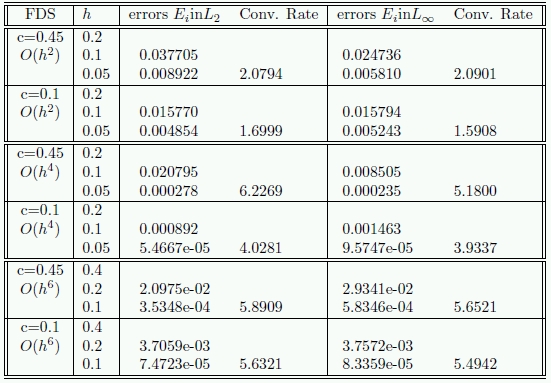 FDS h errors E_i in L_2 Conv. Rate errors E_i in L_∞ Conv. Rate
c=0.45 0.2
O(h^2) 0.1 0.037705 0.024736
0.05 0.008922 2.0794 0.005810 2.0901
c=0.1 0.2
O(h^2) 0.1 0.015770 0.015794
0.05 0.004854 1.6999 0.005243 1.5908
c=0.45 0.2
O(h^4) 0.1 0.020795 0.008505
0.05 0.000278 6.2269 0.000235 5.1800
c=0.1 0.2
O(h^4) 0.1 0.000892 0.001463
0.05 5.4667e-05 4.0281 9.5747e-05 3.9337
c=0.45 0.4
O(h^6) 0.2 2.0975e-02 2.9341e-02
0.1 3.5348e-04 5.8909 5.8346e-04 5.6521
c=0.1 0.4
O(h^6) 0.2 3.7059e-03 3.7572e-03
0.1 7.4723e-05 5.6321 8.3359e-05 5.4942